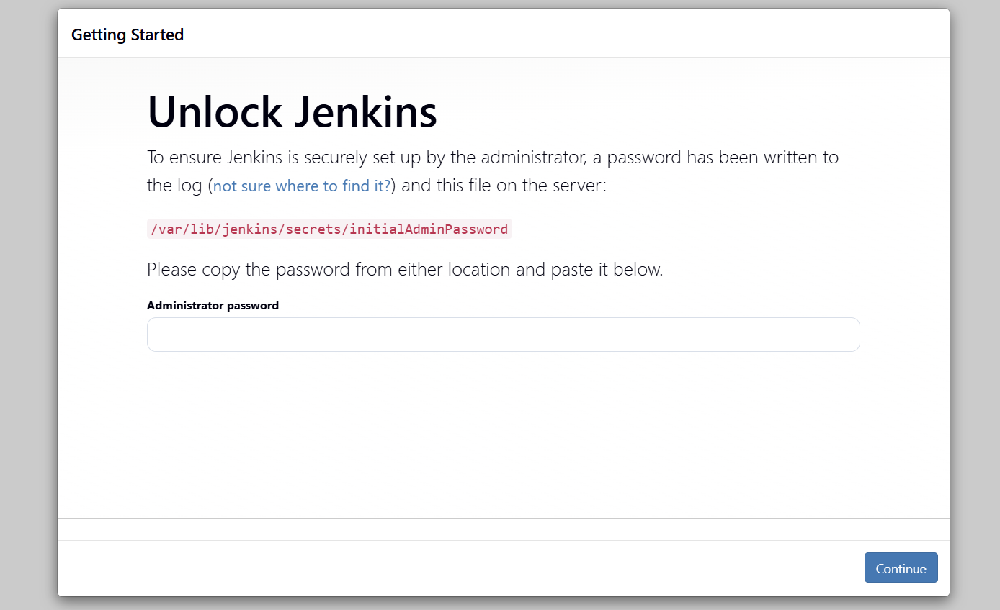 Getting Started
Unlock Jenkins
To ensure Jenkins is securely set up by the administrator, a password has been written to
the log (not sure where to find it?) and this file on the server:
/var/lib/jenkins/secrets/initialAdminPassword
Please copy the password from either location and paste it below.
Administrator password
Continue